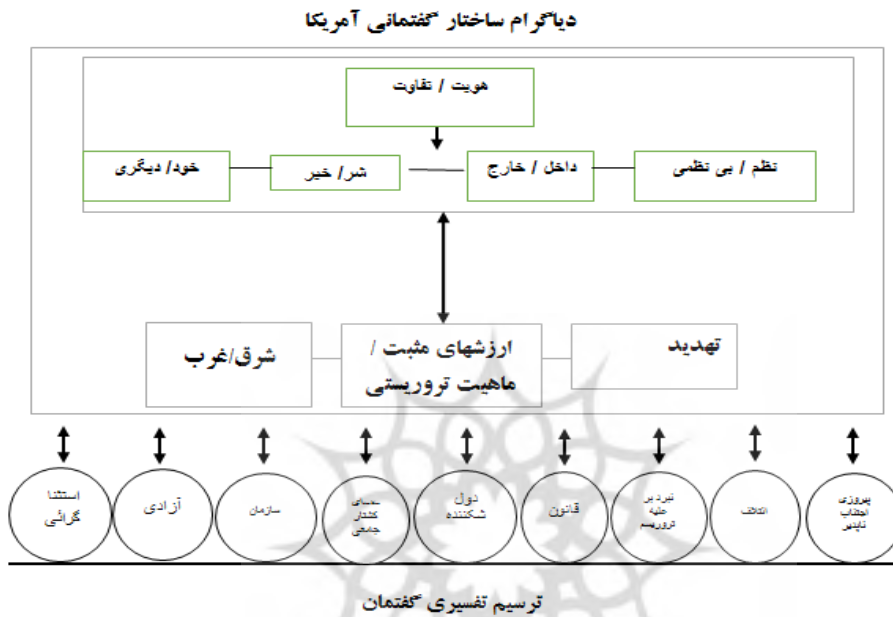 دیاگرام ساختار گفتمانی آمریکا
هویت / تفاوت
نظم / بی نظمی
داخل / خارج
شر/ خیر
خود/ دیگری
تهدید
ارزشهای مثبت /
ماهیت تروریستی
شرق/غرب
پیروزی
اجتناب
ناپذیر
ائتلاف
نبرد بر
علیه
تروریسم
قانون
دول
شکننده
کشتار
جمعی
سازمان
آزادی
استثنا
گرائی
ترسیم تفسیری گفتمان